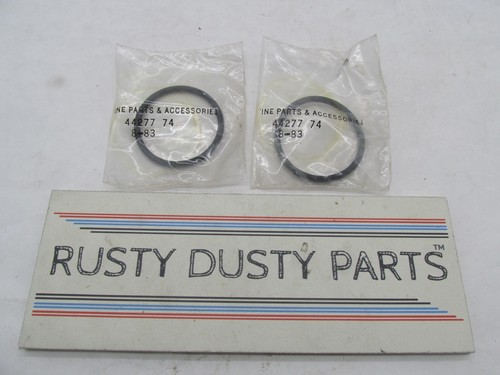 INE PARTS & ACCESSORIES
44277 74
8-83
INE PARTS & ACCESSORIES
44277 74
8-83
RUSTY DUSTY PARTS™